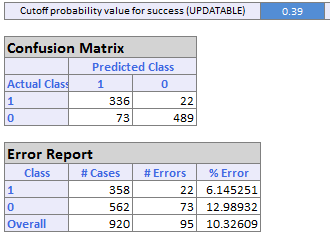 Cutoff probability value for success (UPDATABLE) 0.39
Confusion Matrix
Predicted Class
Actual Class 1 0
1 336 22
0 73 489
Error Report
Class # Cases # Errors % Error
1 358 22 6.145251
0 562 73 12.98932
Overall 920 95 10.32609